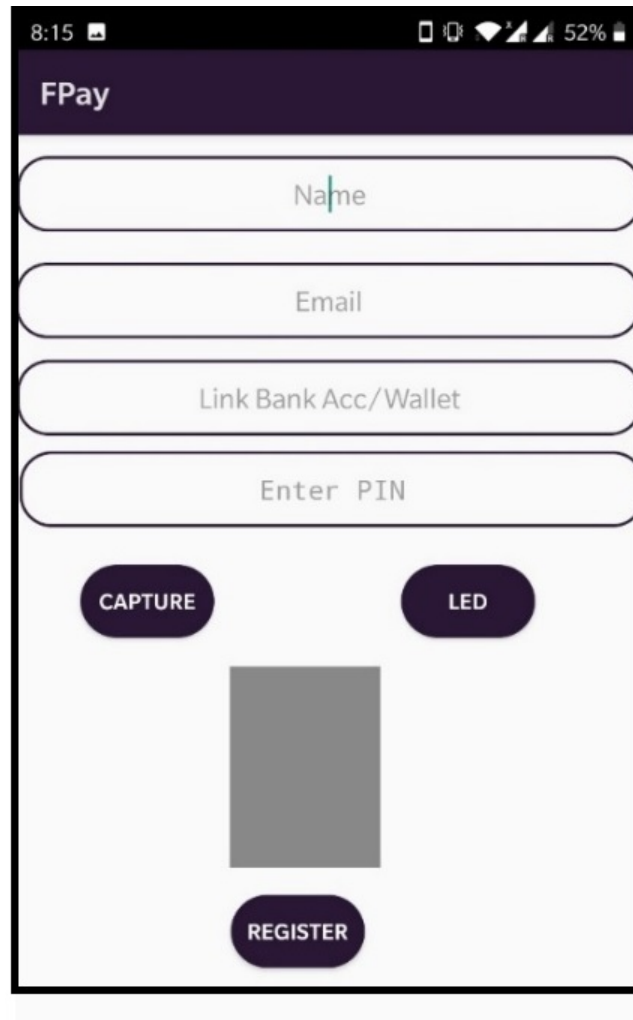 8:15 52%
FPay
Name
Email
Link Bank Acc/Wallet
Enter PIN
CAPTURE LED
REGISTER